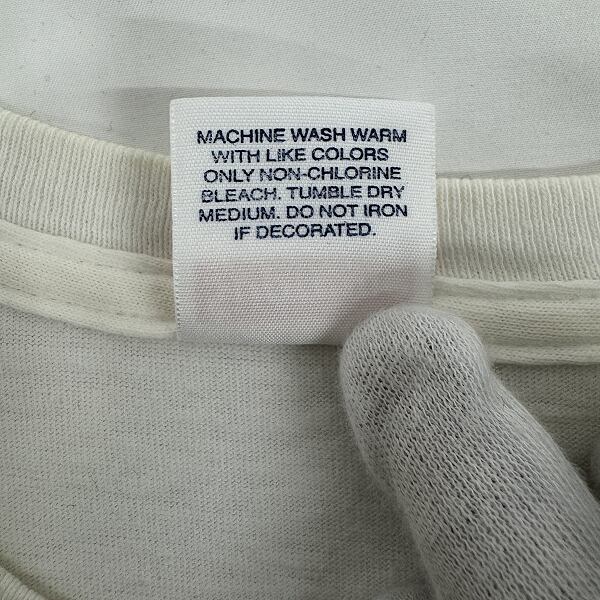 MACHINE WASH WARM
WITH LIKE COLORS
ONLY NON-CHLORINE
BLEACH. TUMBLE DRY
MEDIUM. DO NOT IRON
IF DECORATED.